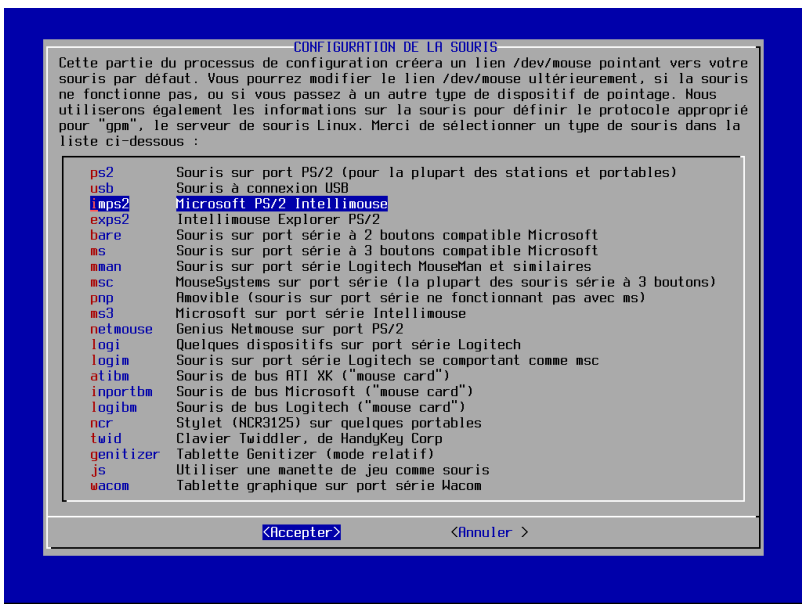 CONFIGURATION DE LA SOURIS
Cette partie du processus de configuration créera un lien /dev/mouse pointant vers votre
souris par défaut. Vous pourrez modifier le lien /dev/mouse ultérieurement, si la souris
ne fonctionne pas, ou si vous passez à un autre type de dispositif de pointage. Nous
utiliserons également les informations sur la souris pour définir le protocole approprié
pour "gpm", le serveur de souris Linux. Merci de sélectionner un type de souris dans la
liste ci-dessous :
ps2 Souris sur port PS/2 (pour la plupart des stations et portables)
usb Souris à connexion USB
imps2 Microsoft PS/2 Intellimouse
exps2 Intellimouse Explorer PS/2
bare Souris sur port série à 2 boutons compatible Microsoft
ms Souris sur port série à 3 boutons compatible Microsoft
mman Souris sur port série Logitech MouseMan et similaires
msc MouseSystems sur port série (la plupart des souris série à 3 boutons)
pnp Amovible (souris sur port série ne fonctionnant pas avec ms)
ms3 Microsoft sur port série Intellimouse
netmouse Genius Netmouse sur port PS/2
logi Quelques dispositifs sur port série Logitech
logim Souris sur port série Logitech se comportant comme msc
atibm Souris de bus ATI XK ("mouse card")
inportbm Souris de bus Microsoft ("mouse card")
logibm Souris de bus Logitech ("mouse card")
ncr Stylet (NCR3125) sur quelques portables
twid Clavier Twiddler, de HandyKey Corp
genitizer Tablette Genitizer (mode relatif)
js Utiliser une manette de jeu comme souris
wacom Tablette graphique sur port série Wacom
<Accepter> <Annuler >